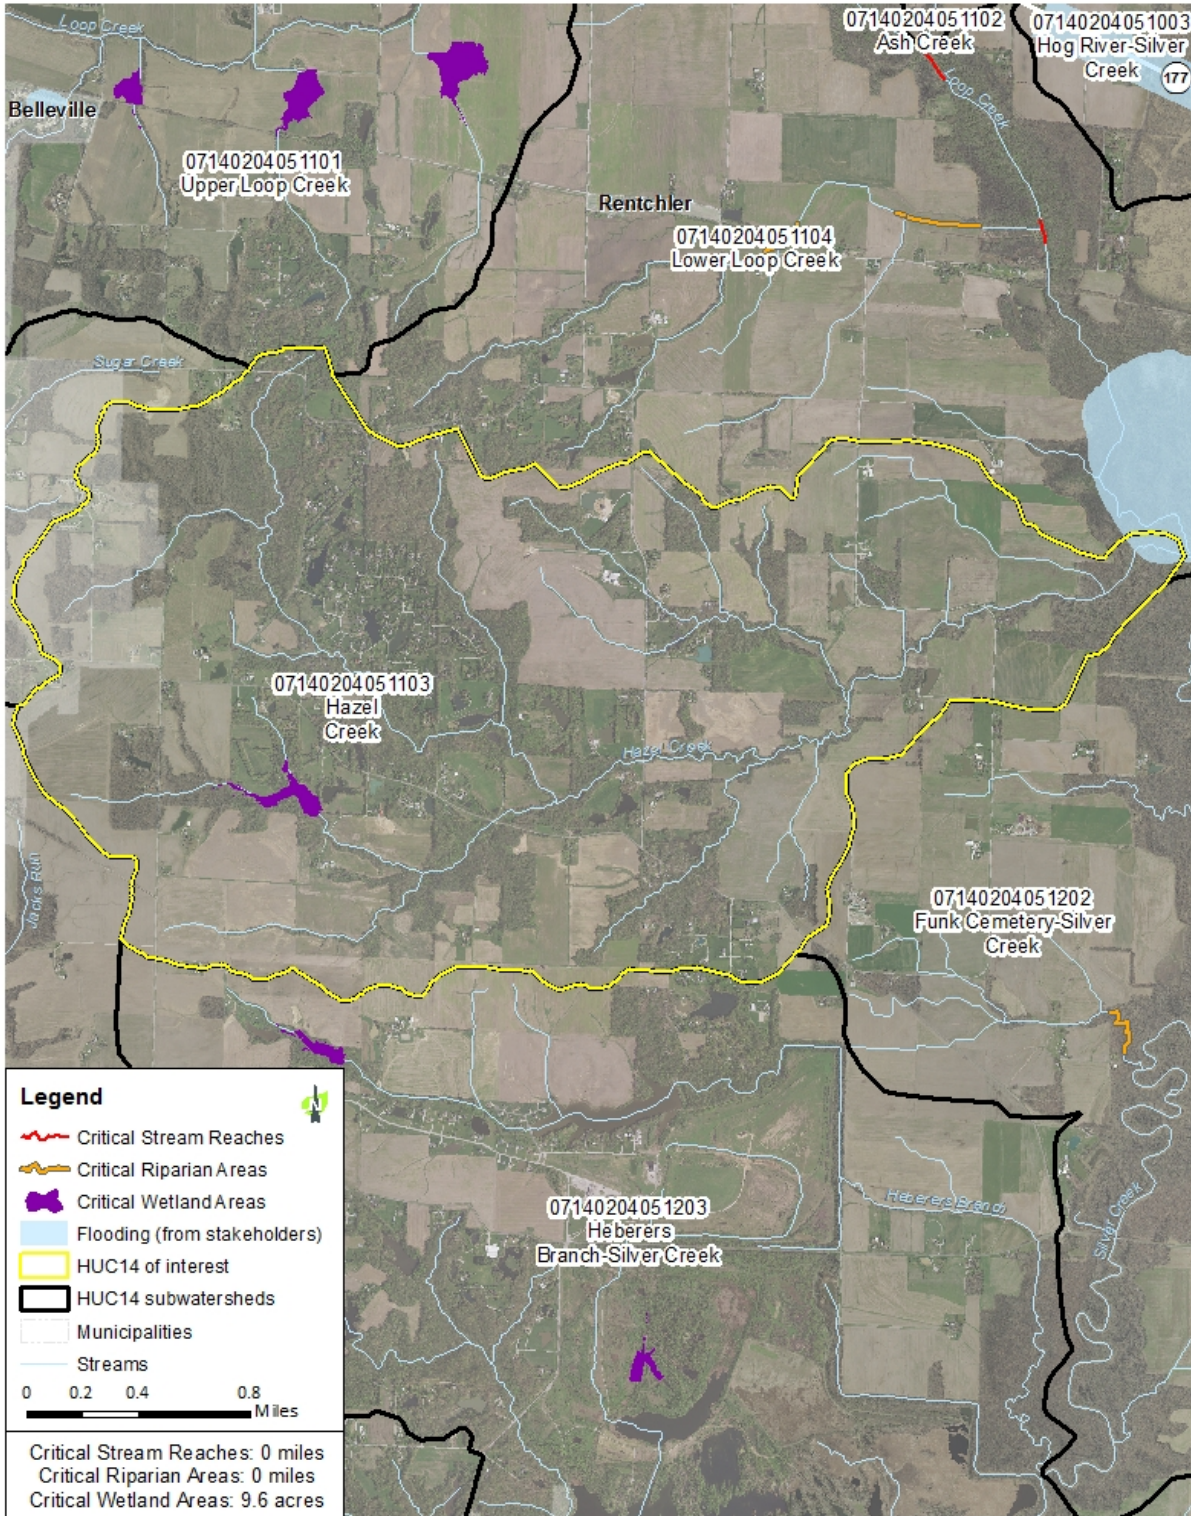 Loop Creek
07140204051102
Ash Creek
07140204051003
Hog River-Silver
Creek
177
Belleville
Loop Creek
07140204051101
Upper Loop Creek
Rentchler
07140204051104
Lower Loop Creek
Sugar Creek
07140204051103
Hazel
Creek
Hazel Creek
Jacks Run
07140204051202
Funk Cemetery-Silver
Creek
Legend
N
Critical Stream Reaches
Critical Riparian Areas
Critical Wetland Areas
Flooding (from stakeholders)
HUC14 of interest
HUC14 subwatersheds
Municipalities
Streams
0 0.2 0.4 0.8
Miles
07140204051203
Heberers
Branch-Silver Creek
Heberers Branch
Silver Creek
Critical Stream Reaches: 0 miles
Critical Riparian Areas: 0 miles
Critical Wetland Areas: 9.6 acres